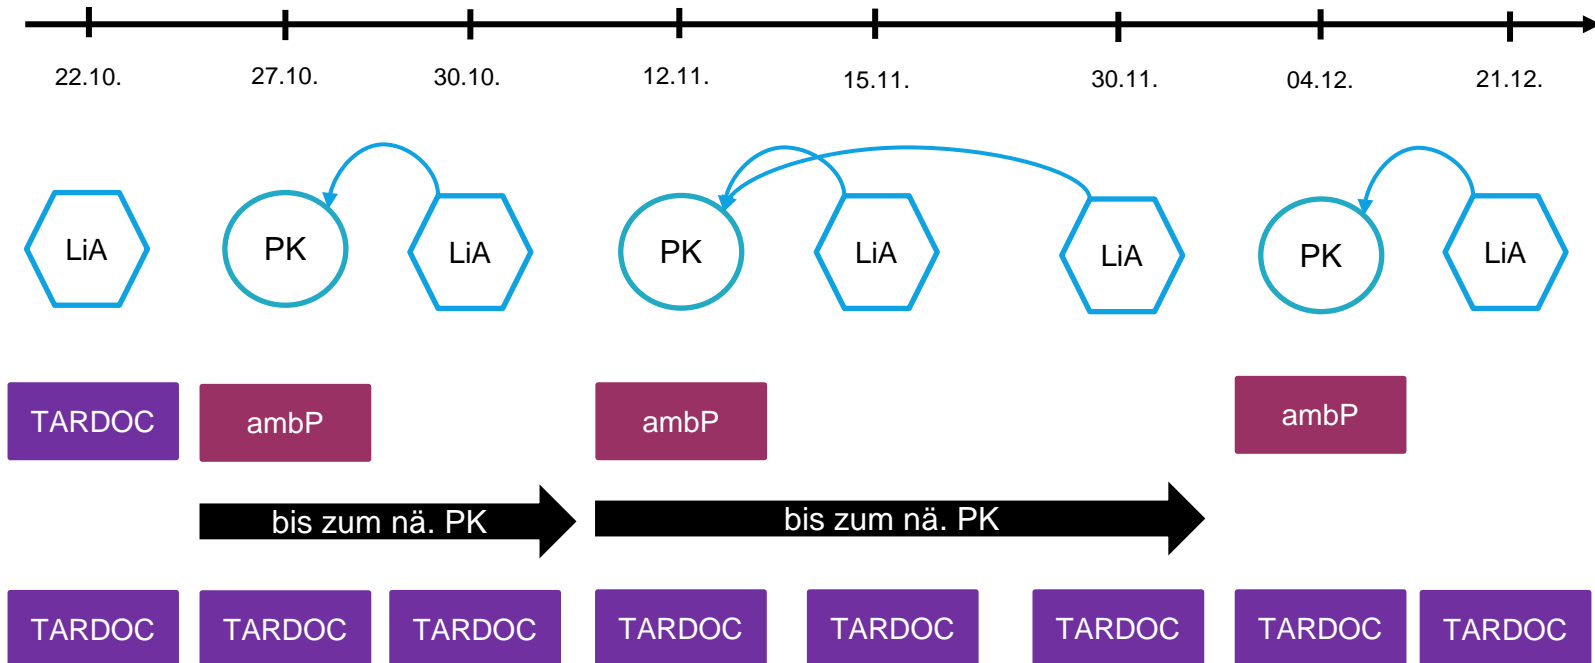 22.10. 27.10. 30.10. 12.11. 15.11. 30.11. 04.12. 21.12.
LiA PK LiA PK LiA LiA PK LiA
TARDOC ambP ambP ambP
bis zum nä. PK bis zum nä. PK
TARDOC TARDOC TARDOC TARDOC TARDOC TARDOC TARDOC TARDOC